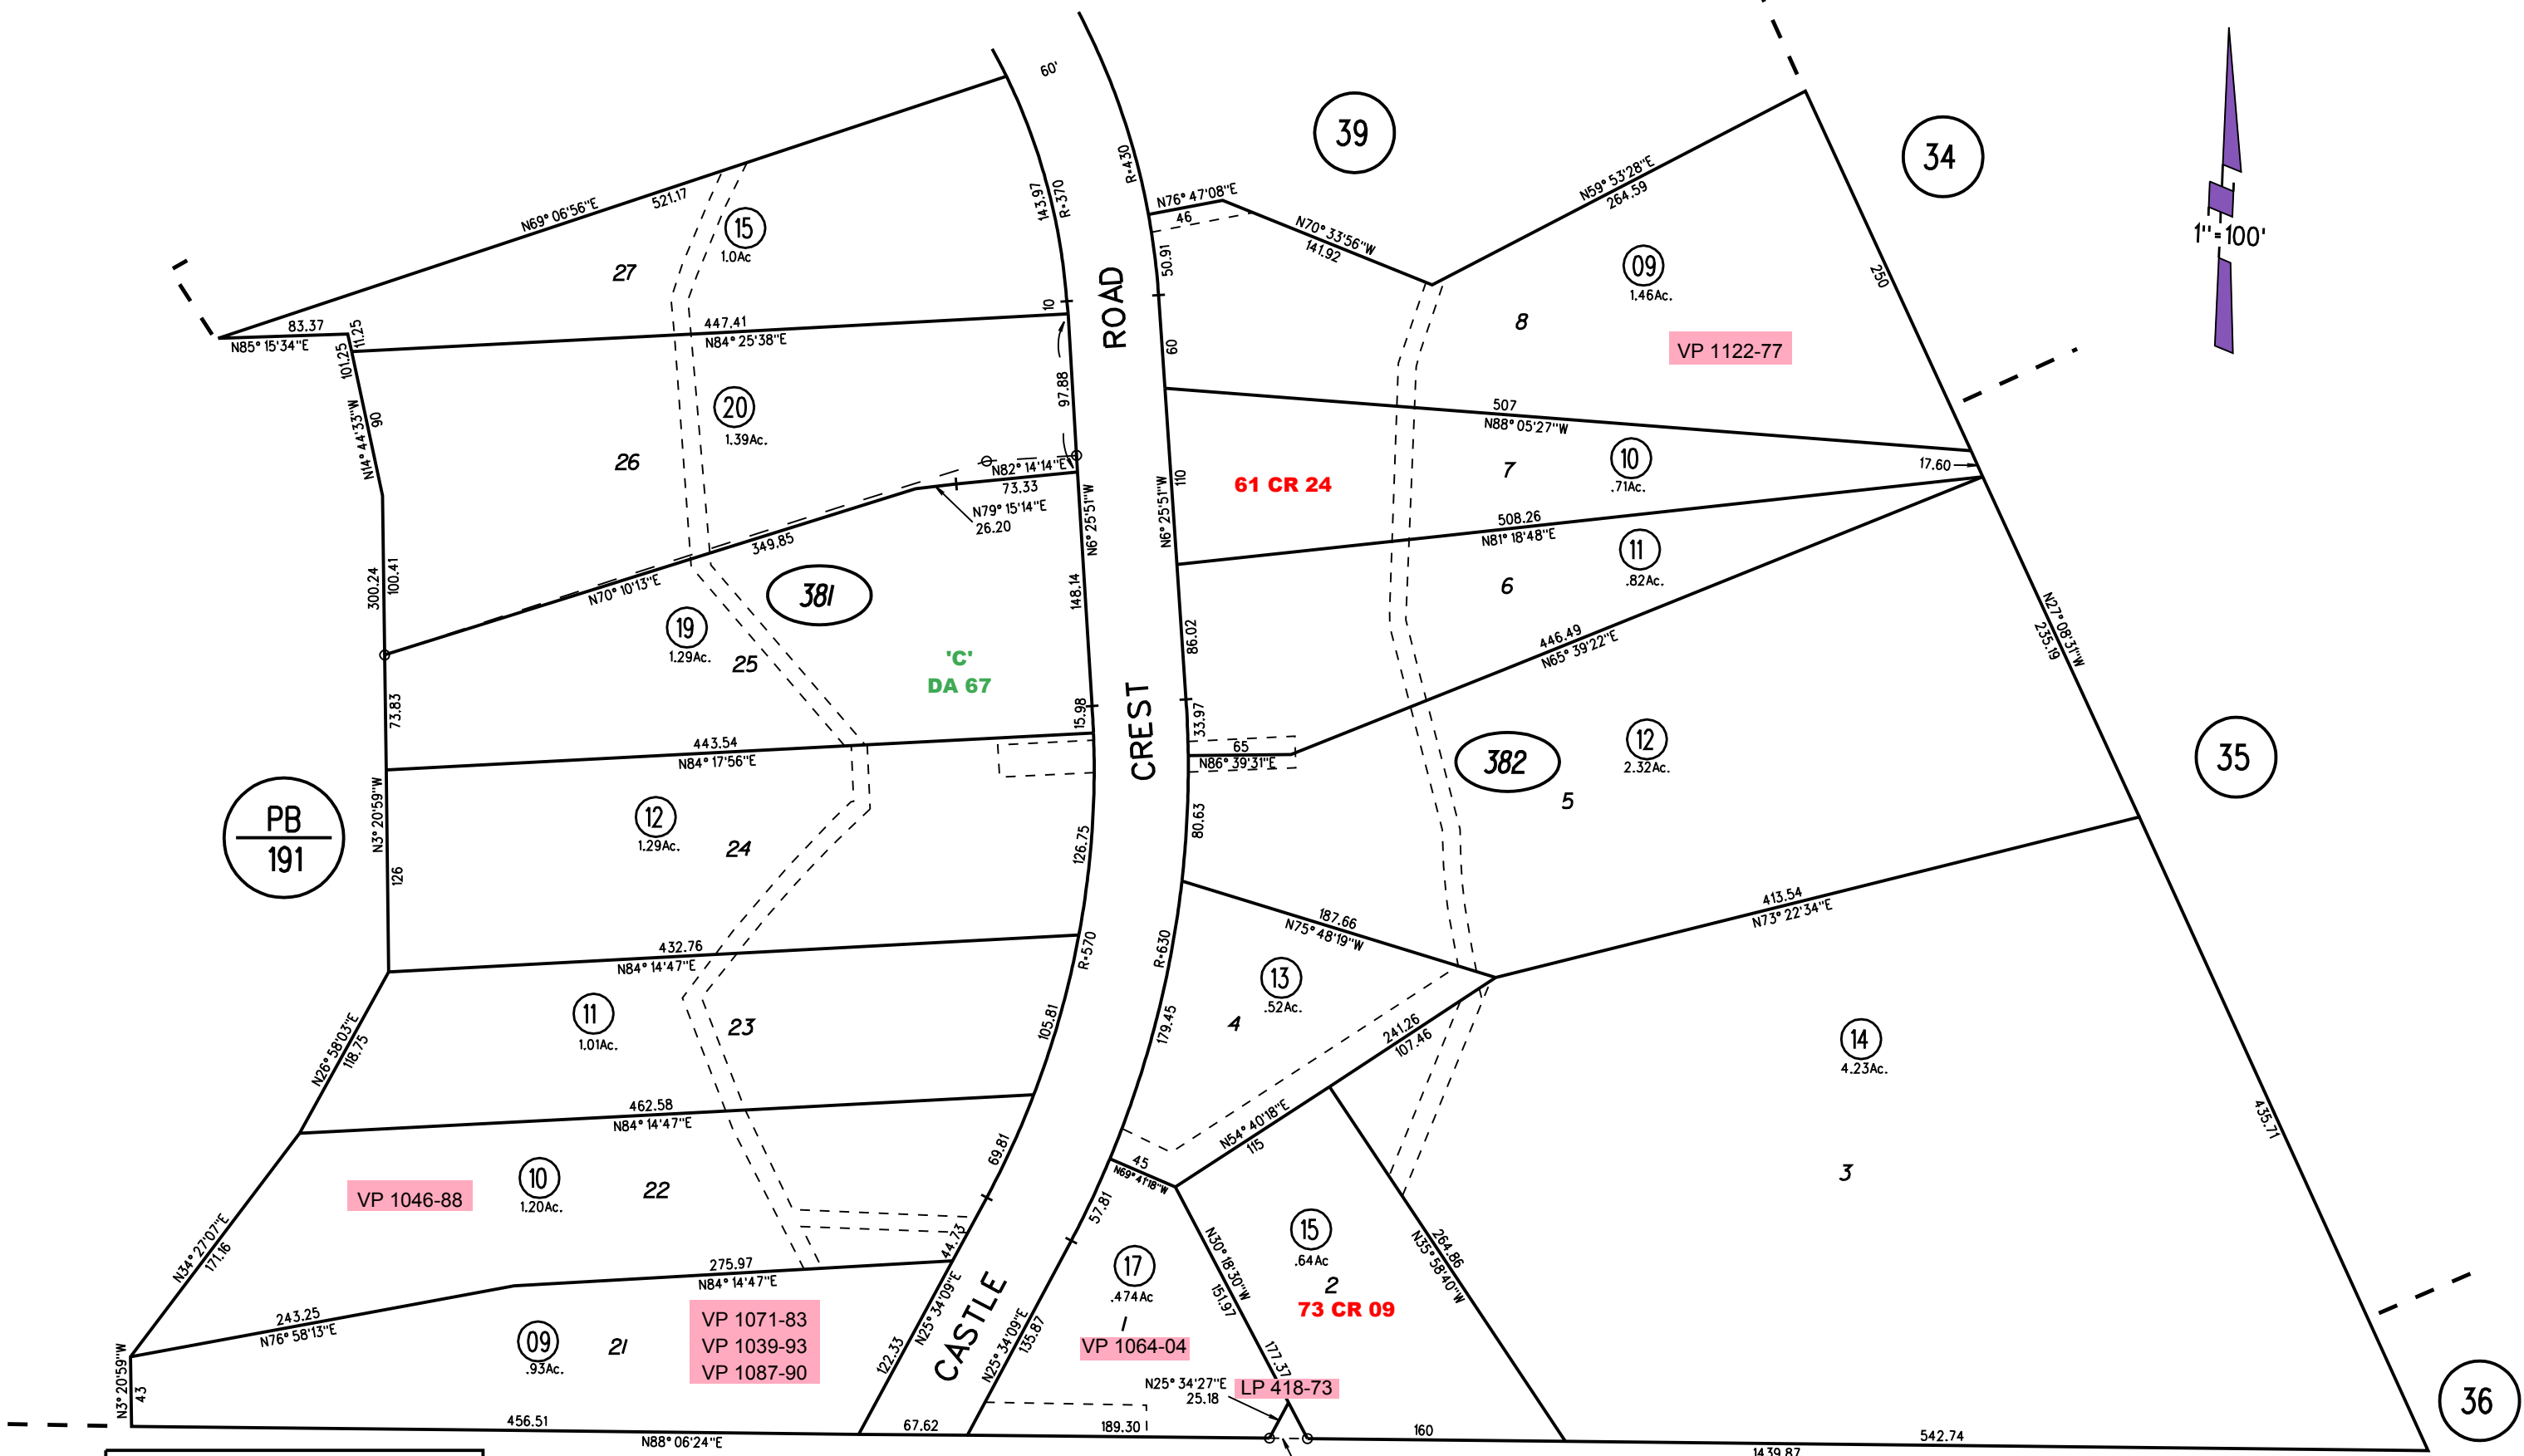 60'
39
34
1"=100'
N69° 06'56"E
521.17
15
1.0Ac
27
143.97
R=370
R=430
N76° 47'08"E
46
N70° 33'56"W
141.92
N59° 53'28"E
264.59
09
1.46Ac.
8
VP 1122-77
250
50.91
60
10
ROAD
83.37
N85° 15'34"E
11.25
101.25
447.41
N84° 25'38"E
N14° 44'33"W
90
20
1.39Ac.
26
97.88
N82° 14'14"E
73.33
N79° 15'14"E
26.20
349.85
N70° 10'13"E
507
N88° 05'27"W
17.60
61 CR 24
7
10
.71Ac.
110
N6° 25'51"W
N6° 25'51"W
508.26
N81° 18'48"E
11
.82Ac.
6
300.24
100.41
381
19
1.29Ac.
25
'C'
DA 67
148.14
86.02
446.49
N65° 39'22"E
N27° 08'31"W
235.19
73.83
15.98
33.97
CREST
65
N86° 39'31"E
443.54
N84° 17'56"E
382
12
2.32Ac.
5
35
PB
191
N3° 20'59"W
126
12
1.29Ac.
24
126.75
80.63
187.66
N75° 48'19"W
413.54
N73° 22'34"E
432.76
N84° 14'47"E
R=570
R=630
13
.52Ac.
4
179.45
105.81
11
1.01Ac.
23
N26° 58'03"E
118.75
241.26
107.46
14
4.23Ac.
3
435.71
462.58
N84° 14'47"E
69.81
N54° 40'18"E
115
45
N69° 41'18"W
57.81
VP 1046-88
10
1.20Ac.
22
N34° 27'07"E
171.16
44.73
275.97
N84° 14'47"E
15
.64Ac
2
73 CR 09
N30° 18'30"W
151.97
264.86
N35° 58'40"W
17
.474Ac
1
VP 1064-04
177.37
LP 418-73
N25° 34'27"E
25.18
243.25
N76° 58'13"E
09
.93Ac.
21
VP 1071-83
VP 1039-93
VP 1087-90
N25° 34'09"E
122.33
CASTLE
N25° 34'09"E
135.87
N3° 20'59"W
43
456.51
N88° 06'24"E
67.62
189.30
160
542.74
1439.87
36